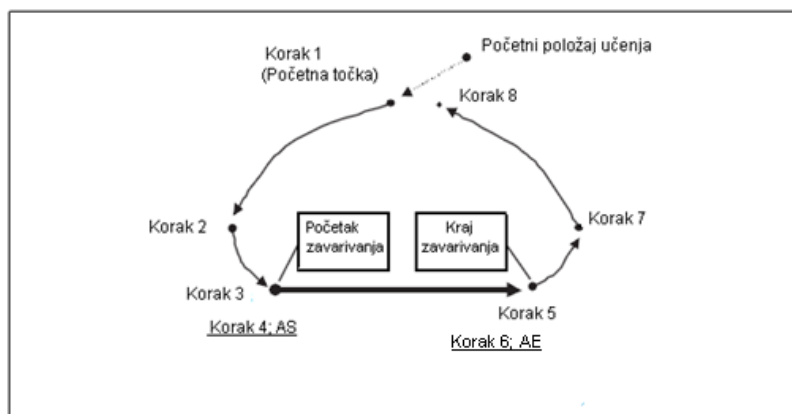 Početni položaj učenja
Korak 1
(Početna točka)
Korak 8
Korak 2
Početak
zavarivanja
Kraj
zavarivanja
Korak 7
Korak 3
Korak 5
Korak 4; AS
Korak 6; AE